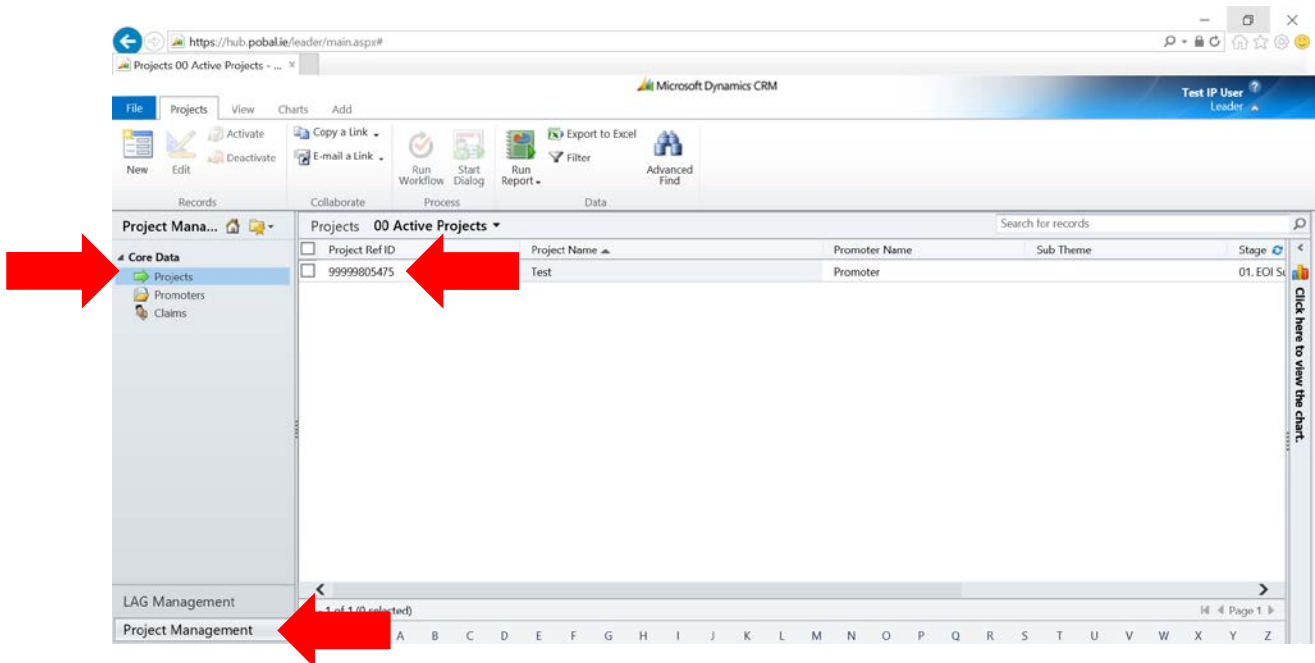 https://hub.pobal.ie/leader/main.aspx#
Projects 00 Active Projects - ...
Microsoft Dynamics CRM
Test IP User
Leader
File Projects View Charts Add
New
Edit
Activate
Deactivate
Records
Copy a Link
E-mail a Link
Collaborate
Run Workflow
Start Dialog
Process
Run Report
Export to Excel
Filter
Advanced Find
Data
Project Mana...
Core Data
Projects
Promoters
Claims
LAG Management
Project Management
Projects 00 Active Projects
Search for records
Project Ref ID Project Name Promoter Name Sub Theme Stage
99999805475 Test Promoter 01. EOI Su
Click here to view the chart.
1 of 1 (0 selected) Page 1
A B C D E F G H I J K L M N O P Q R S T U V W X Y Z